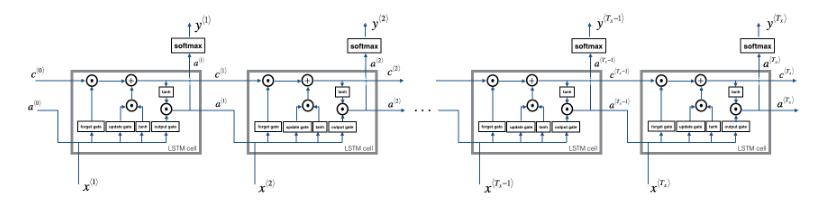 y⟨1⟩ y⟨2⟩ y⟨Tx−1⟩ y⟨Tx⟩
softmax softmax softmax softmax
a⟨1⟩ a⟨2⟩ a⟨Tx−1⟩ a⟨Tx⟩
c⟨0⟩ c⟨1⟩ c⟨2⟩ c⟨Tx−1⟩ c⟨Tx⟩
+ + + +
tanh tanh tanh tanh
a⟨0⟩ a⟨1⟩ a⟨2⟩ ... a⟨Tx−1⟩ a⟨Tx⟩
forget gate update gate tanh output gate forget gate update gate tanh output gate forget gate update gate tanh output gate forget gate update gate tanh output gate
LSTM cell LSTM cell LSTM cell LSTM cell
x⟨1⟩ x⟨2⟩ x⟨Tx−1⟩ x⟨Tx⟩